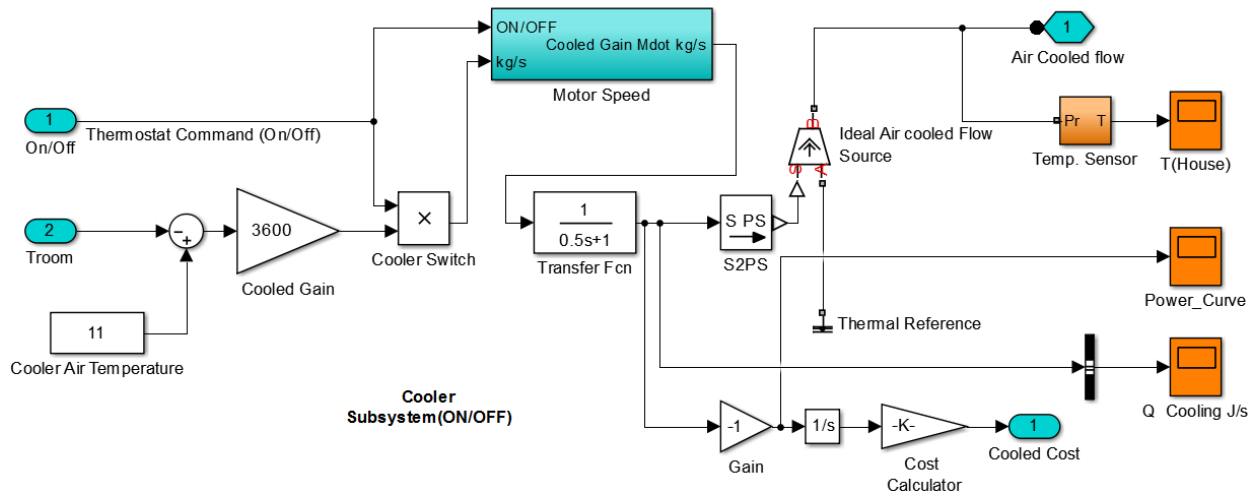 ON/OFF
Cooled Gain Mdot kg/s
kg/s
Motor Speed
1
Air Cooled flow
1
Thermostat Command (On/Off)
On/Off
B
S
A
Ideal Air cooled Flow
Source
Pr T
Temp. Sensor
T(House)
2
Troom
-
+
3600
Cooled Gain
×
Cooler Switch
1
0.5s+1
Transfer Fcn
S PS
S2PS
Power_Curve
11
Cooler Air Temperature
Thermal Reference
Cooler
Subsystem(ON/OFF)
Q Cooling J/s
-1
Gain
1/s
-K-
Cost
Calculator
1
Cooled Cost